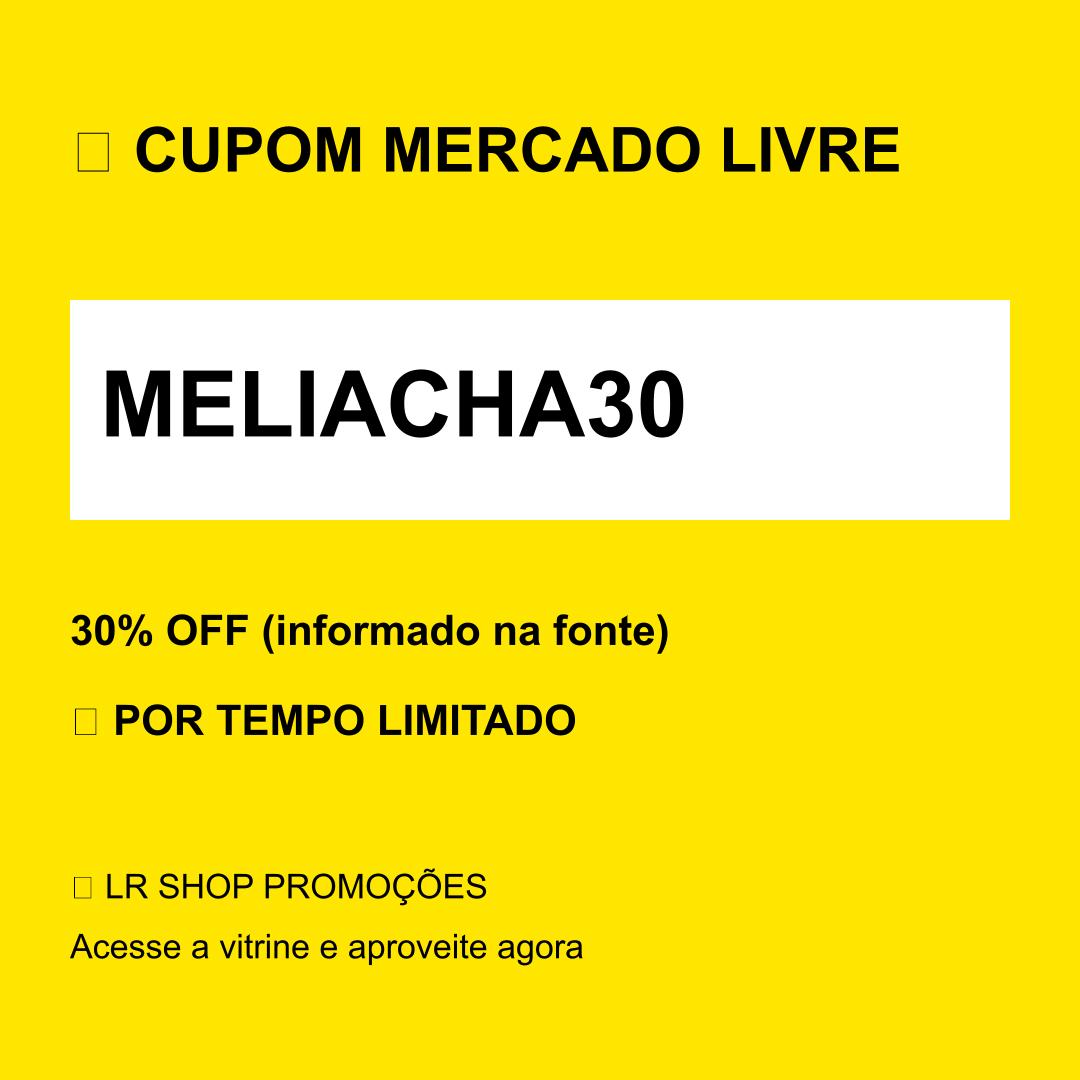 □ CUPOM MERCADO LIVRE
MELIACHA30
30% OFF (informado na fonte)
□ POR TEMPO LIMITADO
□ LR SHOP PROMOÇÕES
Acesse a vitrine e aproveite agora